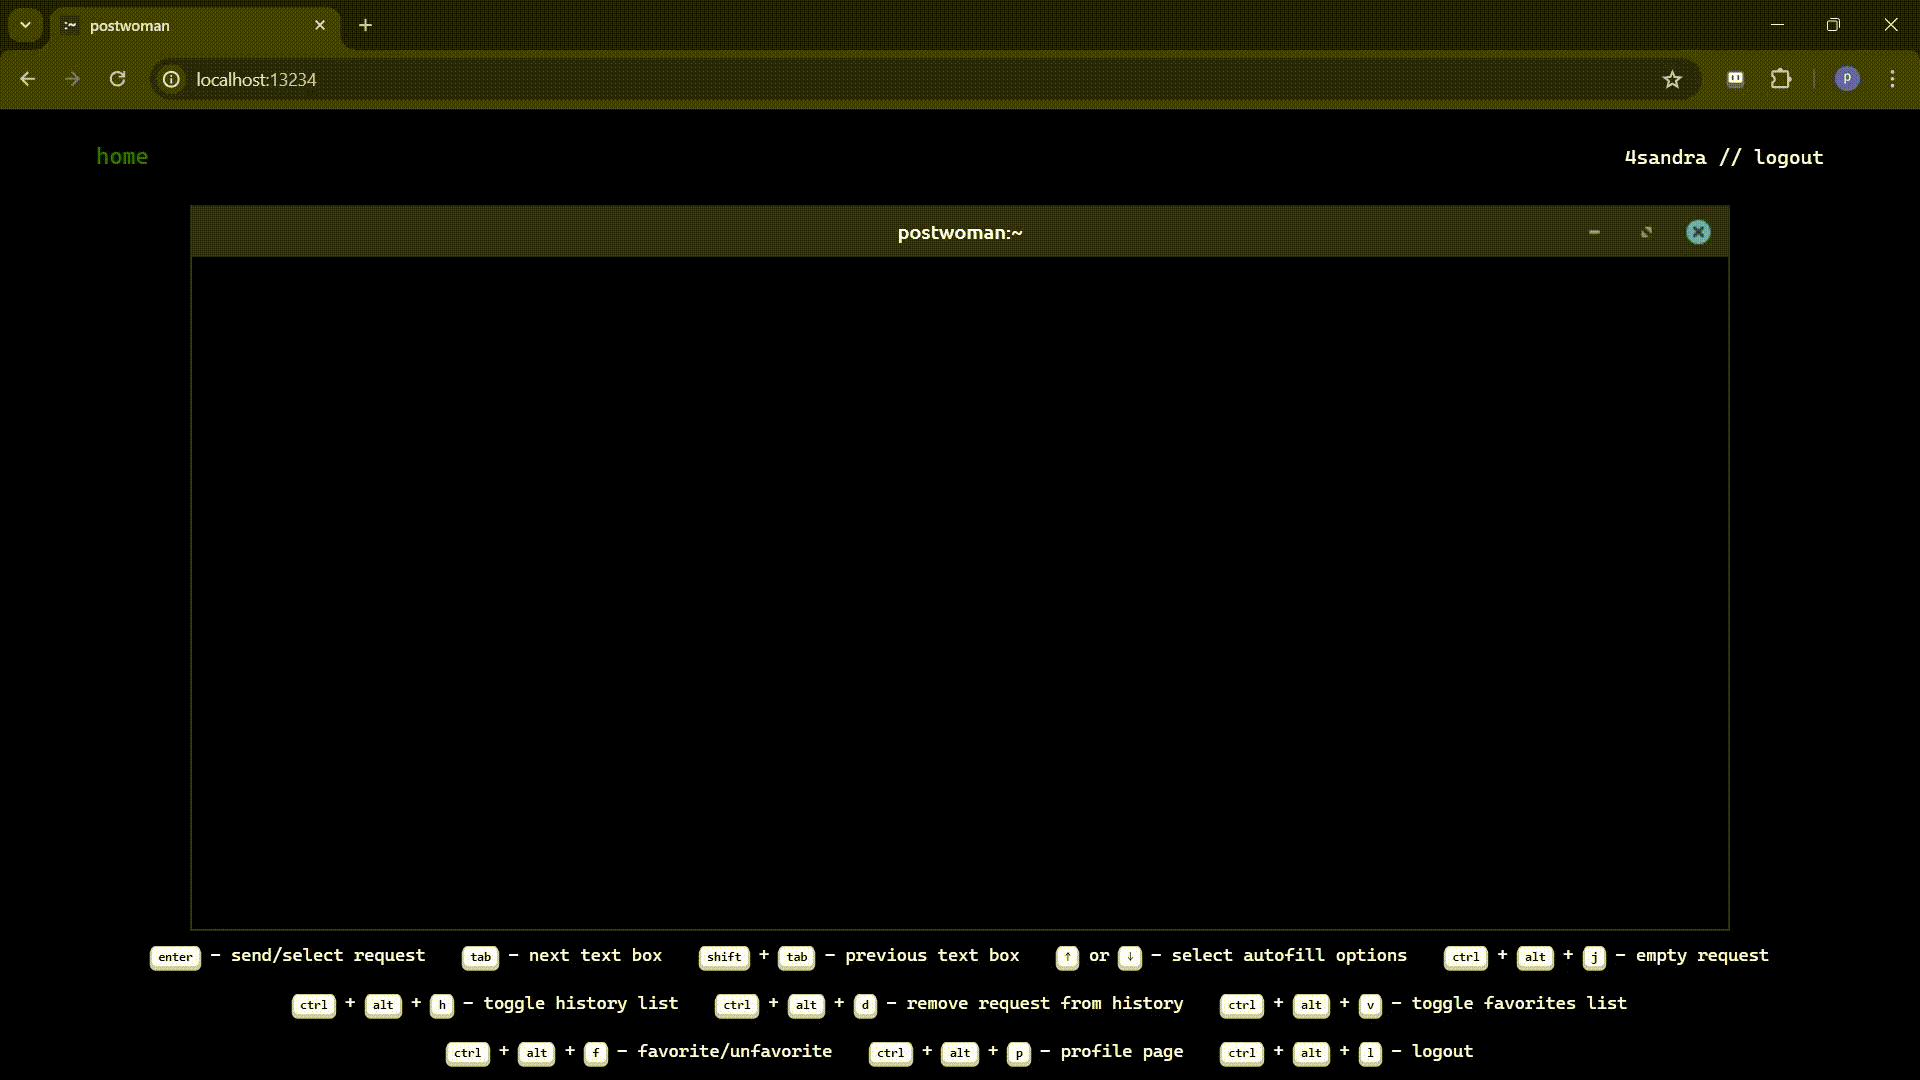 postwoman
localhost:13234
P
home
4sandra // logout
postwoman:~
enter - send/select request tab - next text box shift + tab - previous text box ↑ or ↓ - select autofill options ctrl + alt + j - empty request
ctrl + alt + h - toggle history list ctrl + alt + d - remove request from history ctrl + alt + v - toggle favorites list
ctrl + alt + f - favorite/unfavorite ctrl + alt + p - profile page ctrl + alt + l - logout